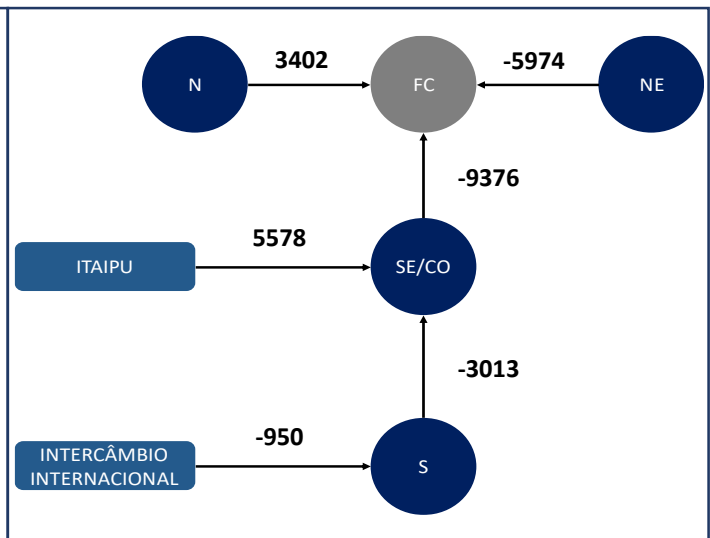 3402
-5974
N
FC
NE
-9376
5578
ITAIPU
SE/CO
-3013
-950
INTERCÂMBIO
INTERNACIONAL
S